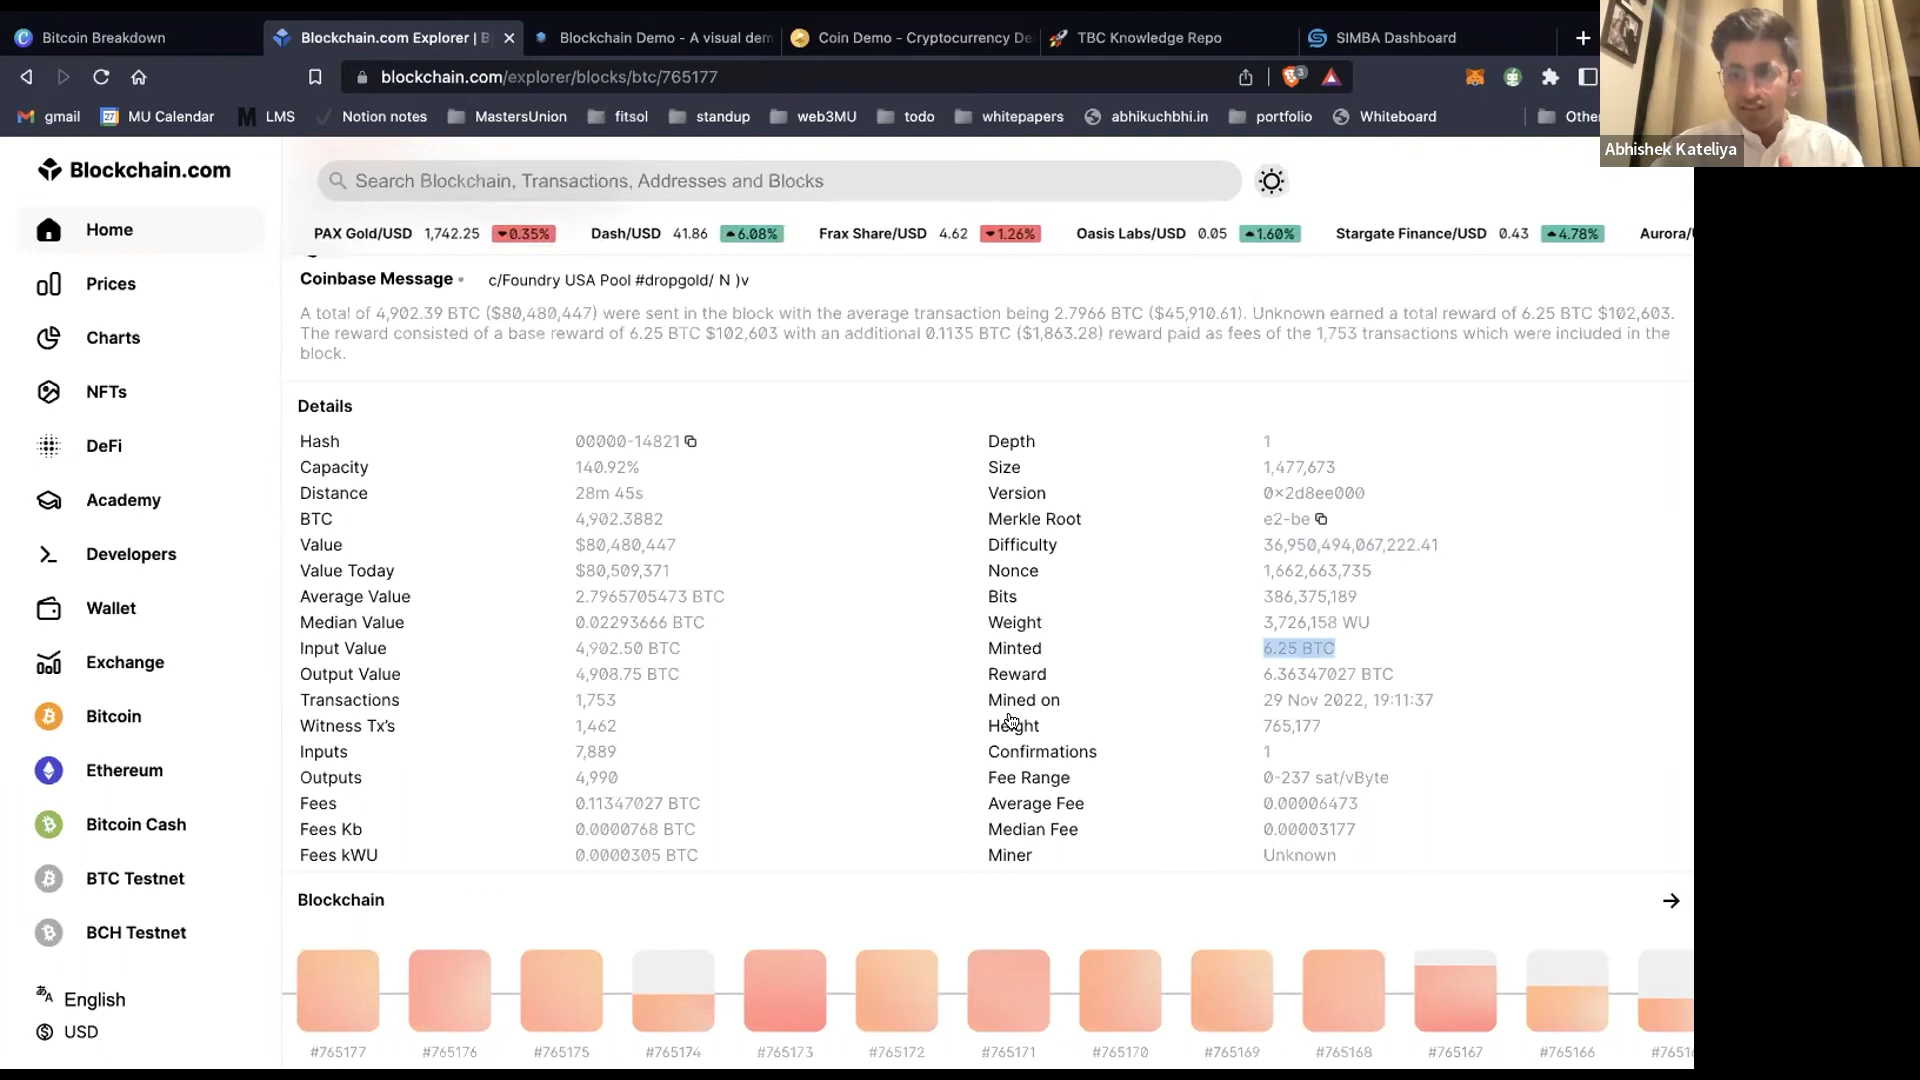 Bitcoin Breakdown
Blockchain.com Explorer | B
Blockchain Demo - A visual dem
Coin Demo - Cryptocurrency De
TBC Knowledge Repo
SIMBA Dashboard
blockchain.com/explorer/blocks/btc/765177
3
gmail
27
MU Calendar
LMS
Notion notes
MastersUnion
fitsol
standup
web3MU
todo
whitepapers
abhikuchbhi.in
portfolio
Whiteboard
Othe
Abhishek Kateliya
Blockchain.com
Search Blockchain, Transactions, Addresses and Blocks
PAX Gold/USD 1,742.25 0.35% Dash/USD 41.86 6.08% Frax Share/USD 4.62 1.26% Oasis Labs/USD 0.05 1.60% Stargate Finance/USD 0.43 4.78% Aurora/
Home
Prices
Charts
NFTs
DeFi
Academy
Developers
Wallet
Exchange
Bitcoin
Ethereum
Bitcoin Cash
BTC Testnet
BCH Testnet
English
USD
Coinbase Message • c/Foundry USA Pool #dropgold/ N )v
A total of 4,902.39 BTC ($80,480,447) were sent in the block with the average transaction being 2.7966 BTC ($45,910.61). Unknown earned a total reward of 6.25 BTC $102,603.
The reward consisted of a base reward of 6.25 BTC $102,603 with an additional 0.1135 BTC ($1,863.28) reward paid as fees of the 1,753 transactions which were included in the
block.
Details
Hash 00000-14821
Capacity 140.92%
Distance 28m 45s
BTC 4,902.3882
Value $80,480,447
Value Today $80,509,371
Average Value 2.7965705473 BTC
Median Value 0.02293666 BTC
Input Value 4,902.50 BTC
Output Value 4,908.75 BTC
Transactions 1,753
Witness Tx's 1,462
Inputs 7,889
Outputs 4,990
Fees 0.11347027 BTC
Fees Kb 0.0000768 BTC
Fees kWU 0.0000305 BTC
Depth 1
Size 1,477,673
Version 0x2d8ee000
Merkle Root e2-be
Difficulty 36,950,494,067,222.41
Nonce 1,662,663,735
Bits 386,375,189
Weight 3,726,158 WU
Minted 6.25 BTC
Reward 6.36347027 BTC
Mined on 29 Nov 2022, 19:11:37
Height 765,177
Confirmations 1
Fee Range 0-237 sat/vByte
Average Fee 0.00006473
Median Fee 0.00003177
Miner Unknown
Blockchain
#765177 #765176 #765175 #765174 #765173 #765172 #765171 #765170 #765169 #765168 #765167 #765166 #7651